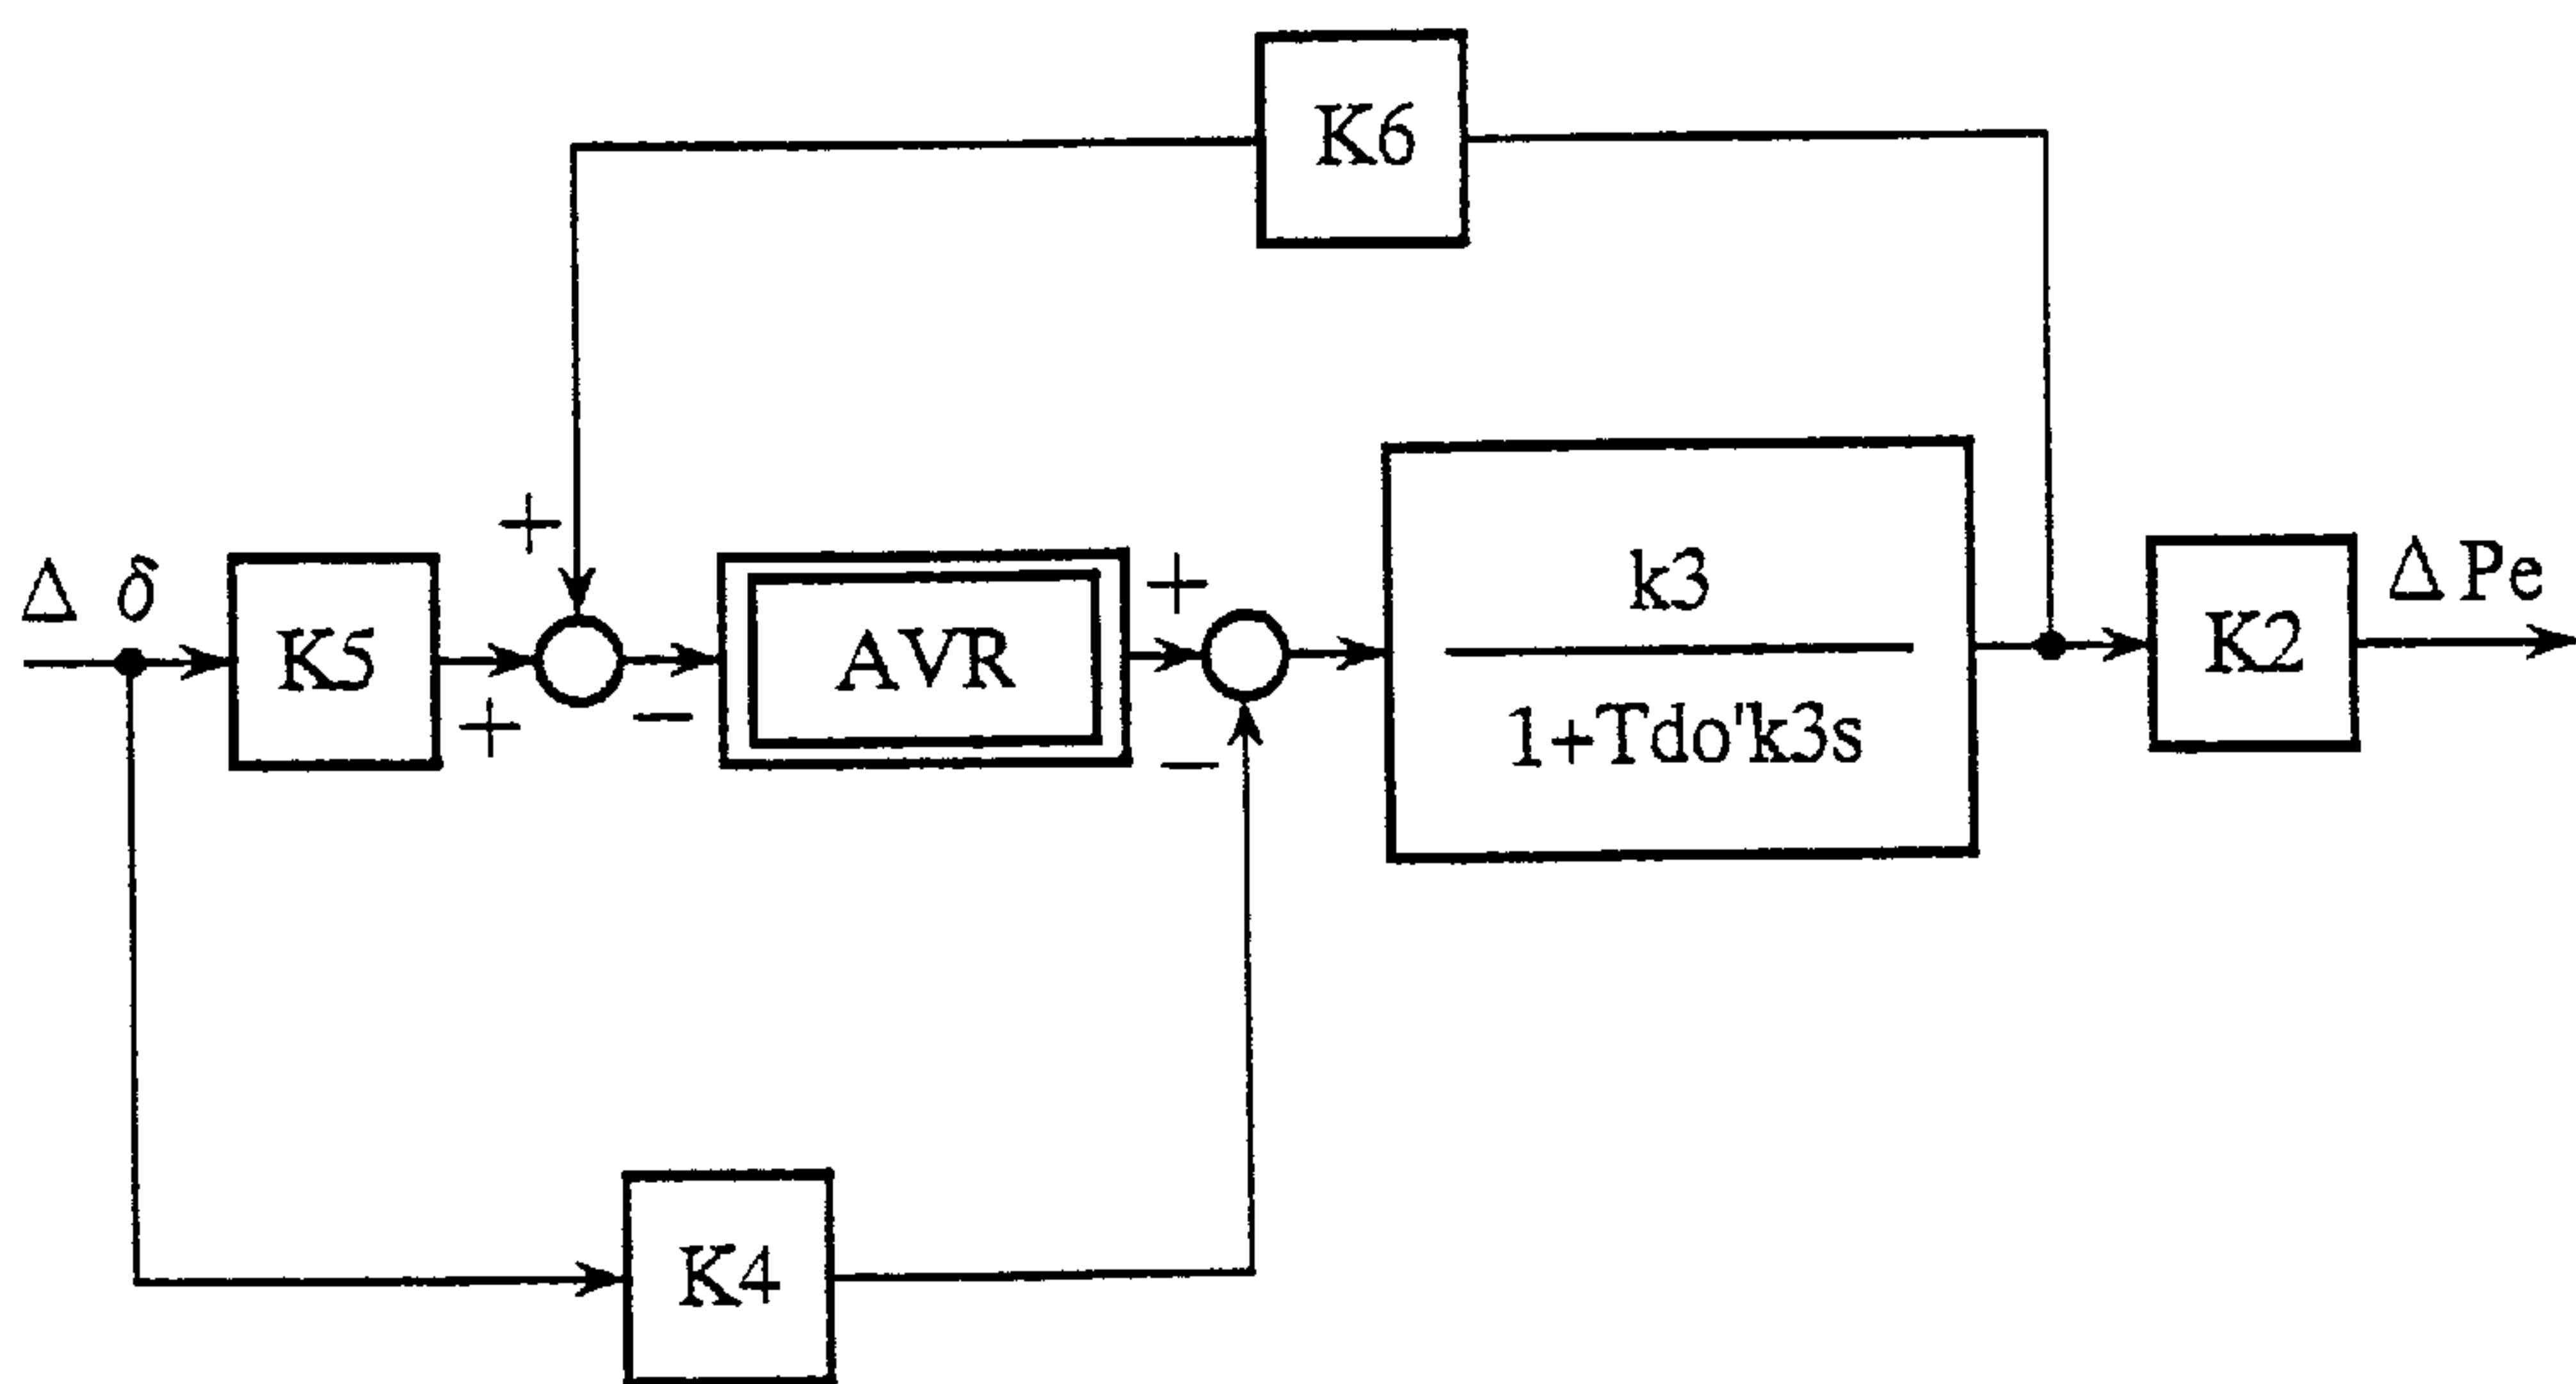 K6
+
Δ δ
K5
+
−
AVR
+
−
k3
1+Tdo'k3s
K2
Δ Pe
K4